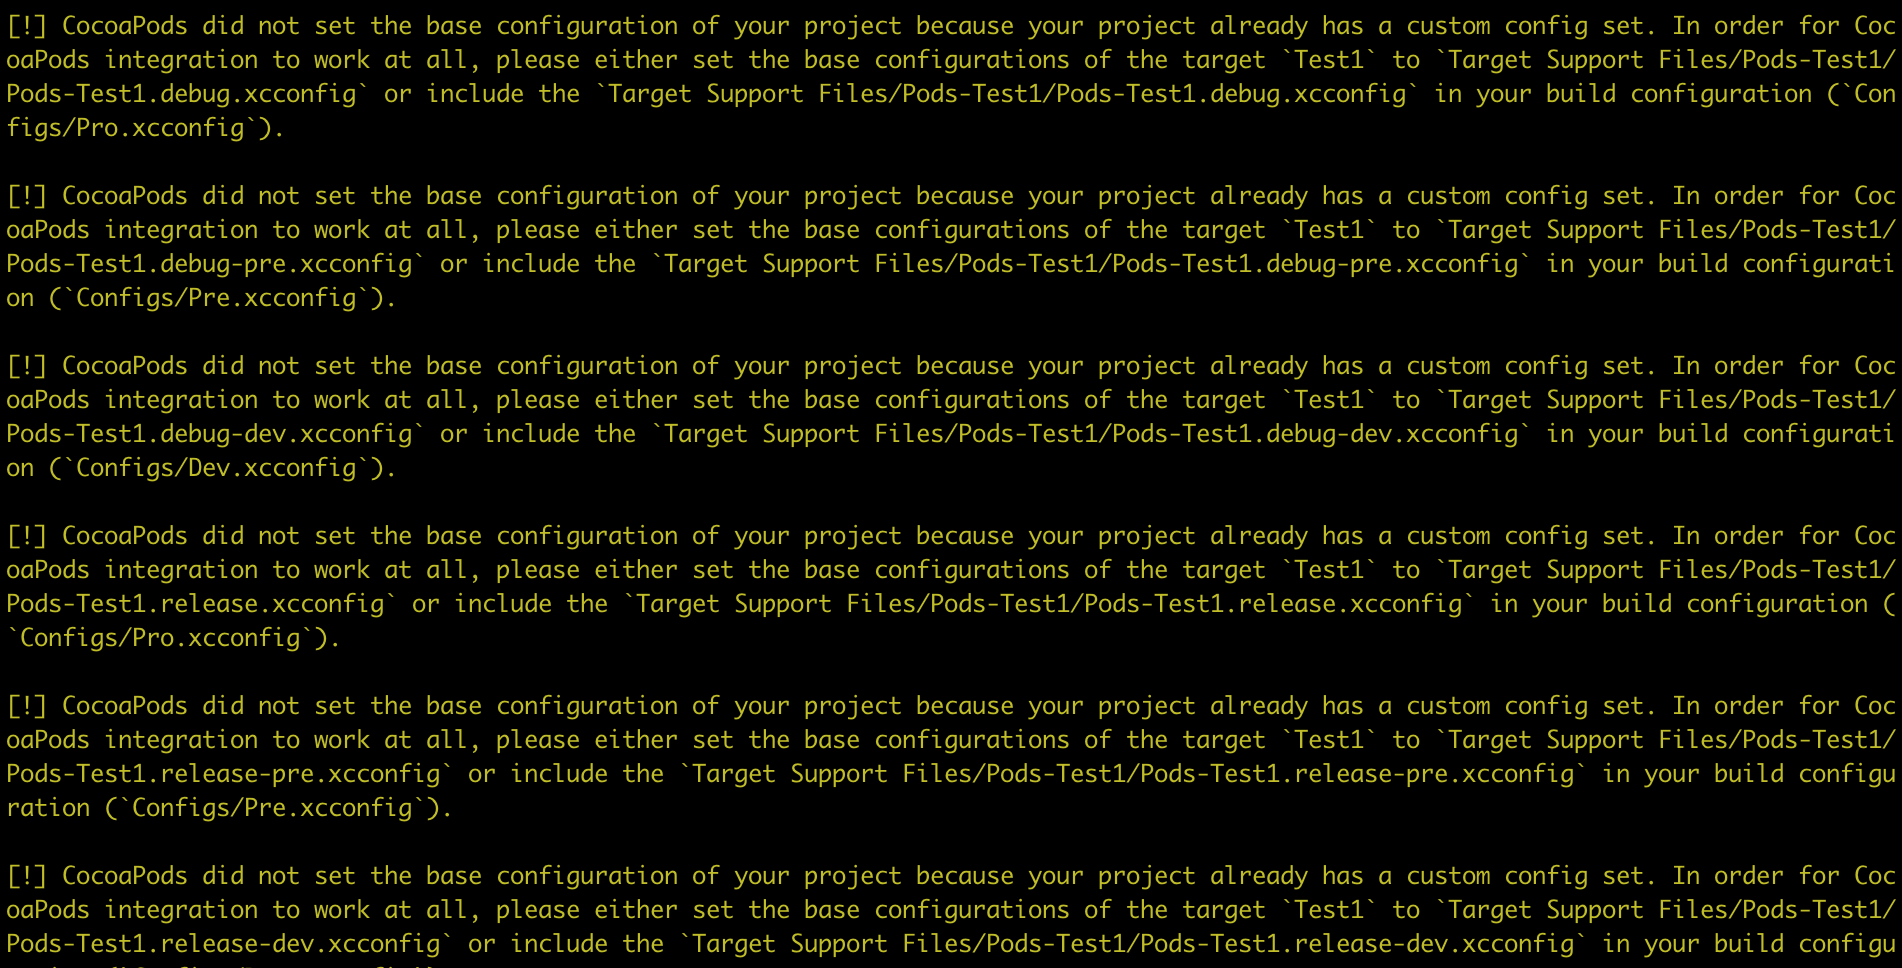 [!] CocoaPods did not set the base configuration of your project because your project already has a custom config set. In order for Coc
oaPods integration to work at all, please either set the base configurations of the target `Test1` to `Target Support Files/Pods-Test1/
Pods-Test1.debug.xcconfig` or include the `Target Support Files/Pods-Test1/Pods-Test1.debug.xcconfig` in your build configuration (`Con
figs/Pro.xcconfig`).
[!] CocoaPods did not set the base configuration of your project because your project already has a custom config set. In order for Coc
oaPods integration to work at all, please either set the base configurations of the target `Test1` to `Target Support Files/Pods-Test1/
Pods-Test1.debug-pre.xcconfig` or include the `Target Support Files/Pods-Test1/Pods-Test1.debug-pre.xcconfig` in your build configurati
on (`Configs/Pre.xcconfig`).
[!] CocoaPods did not set the base configuration of your project because your project already has a custom config set. In order for Coc
oaPods integration to work at all, please either set the base configurations of the target `Test1` to `Target Support Files/Pods-Test1/
Pods-Test1.debug-dev.xcconfig` or include the `Target Support Files/Pods-Test1/Pods-Test1.debug-dev.xcconfig` in your build configurati
on (`Configs/Dev.xcconfig`).
[!] CocoaPods did not set the base configuration of your project because your project already has a custom config set. In order for Coc
oaPods integration to work at all, please either set the base configurations of the target `Test1` to `Target Support Files/Pods-Test1/
Pods-Test1.release.xcconfig` or include the `Target Support Files/Pods-Test1/Pods-Test1.release.xcconfig` in your build configuration (
`Configs/Pro.xcconfig`).
[!] CocoaPods did not set the base configuration of your project because your project already has a custom config set. In order for Coc
oaPods integration to work at all, please either set the base configurations of the target `Test1` to `Target Support Files/Pods-Test1/
Pods-Test1.release-pre.xcconfig` or include the `Target Support Files/Pods-Test1/Pods-Test1.release-pre.xcconfig` in your build configu
ration (`Configs/Pre.xcconfig`).
[!] CocoaPods did not set the base configuration of your project because your project already has a custom config set. In order for Coc
oaPods integration to work at all, please either set the base configurations of the target `Test1` to `Target Support Files/Pods-Test1/
Pods-Test1.release-dev.xcconfig` or include the `Target Support Files/Pods-Test1/Pods-Test1.release-dev.xcconfig` in your build configu